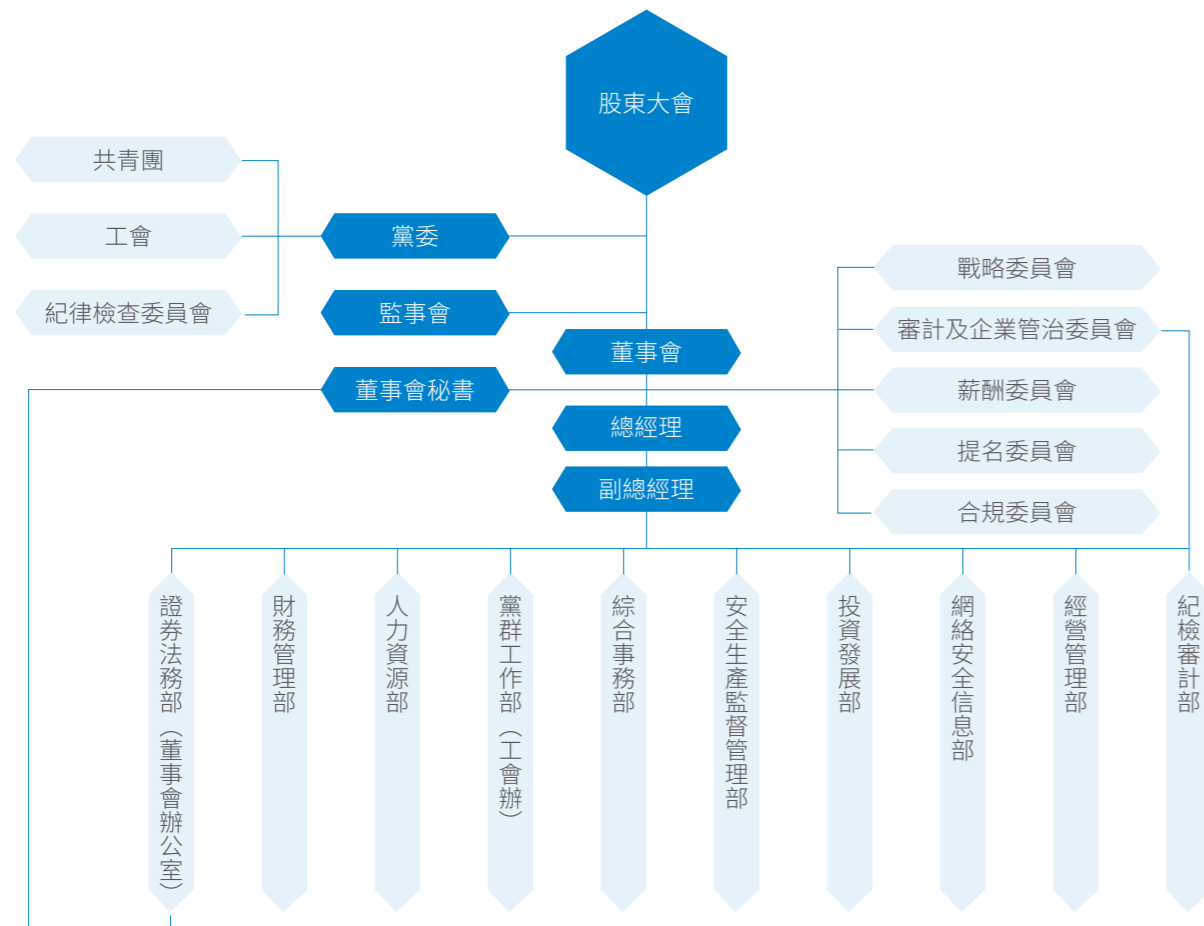 股東大會
共青團
工會
黨委
紀律檢查委員會
監事會
董事會
董事會秘書
總經理
副總經理
戰略委員會
審計及企業管治委員會
薪酬委員會
提名委員會
合規委員會
證券法務部（董事會辦公室）
財務管理部
人力資源部
黨群工作部（工會辦）
綜合事務部
安全生產監督管理部
投資發展部
網絡安全信息部
經營管理部
紀檢審計部